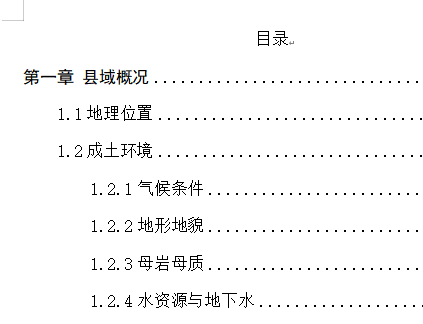 目录
第一章 县域概况........................
1.1地理位置........................
1.2成土环境........................
1.2.1气候条件....................
1.2.2地形地貌....................
1.2.3母岩母质....................
1.2.4水资源与地下水...............